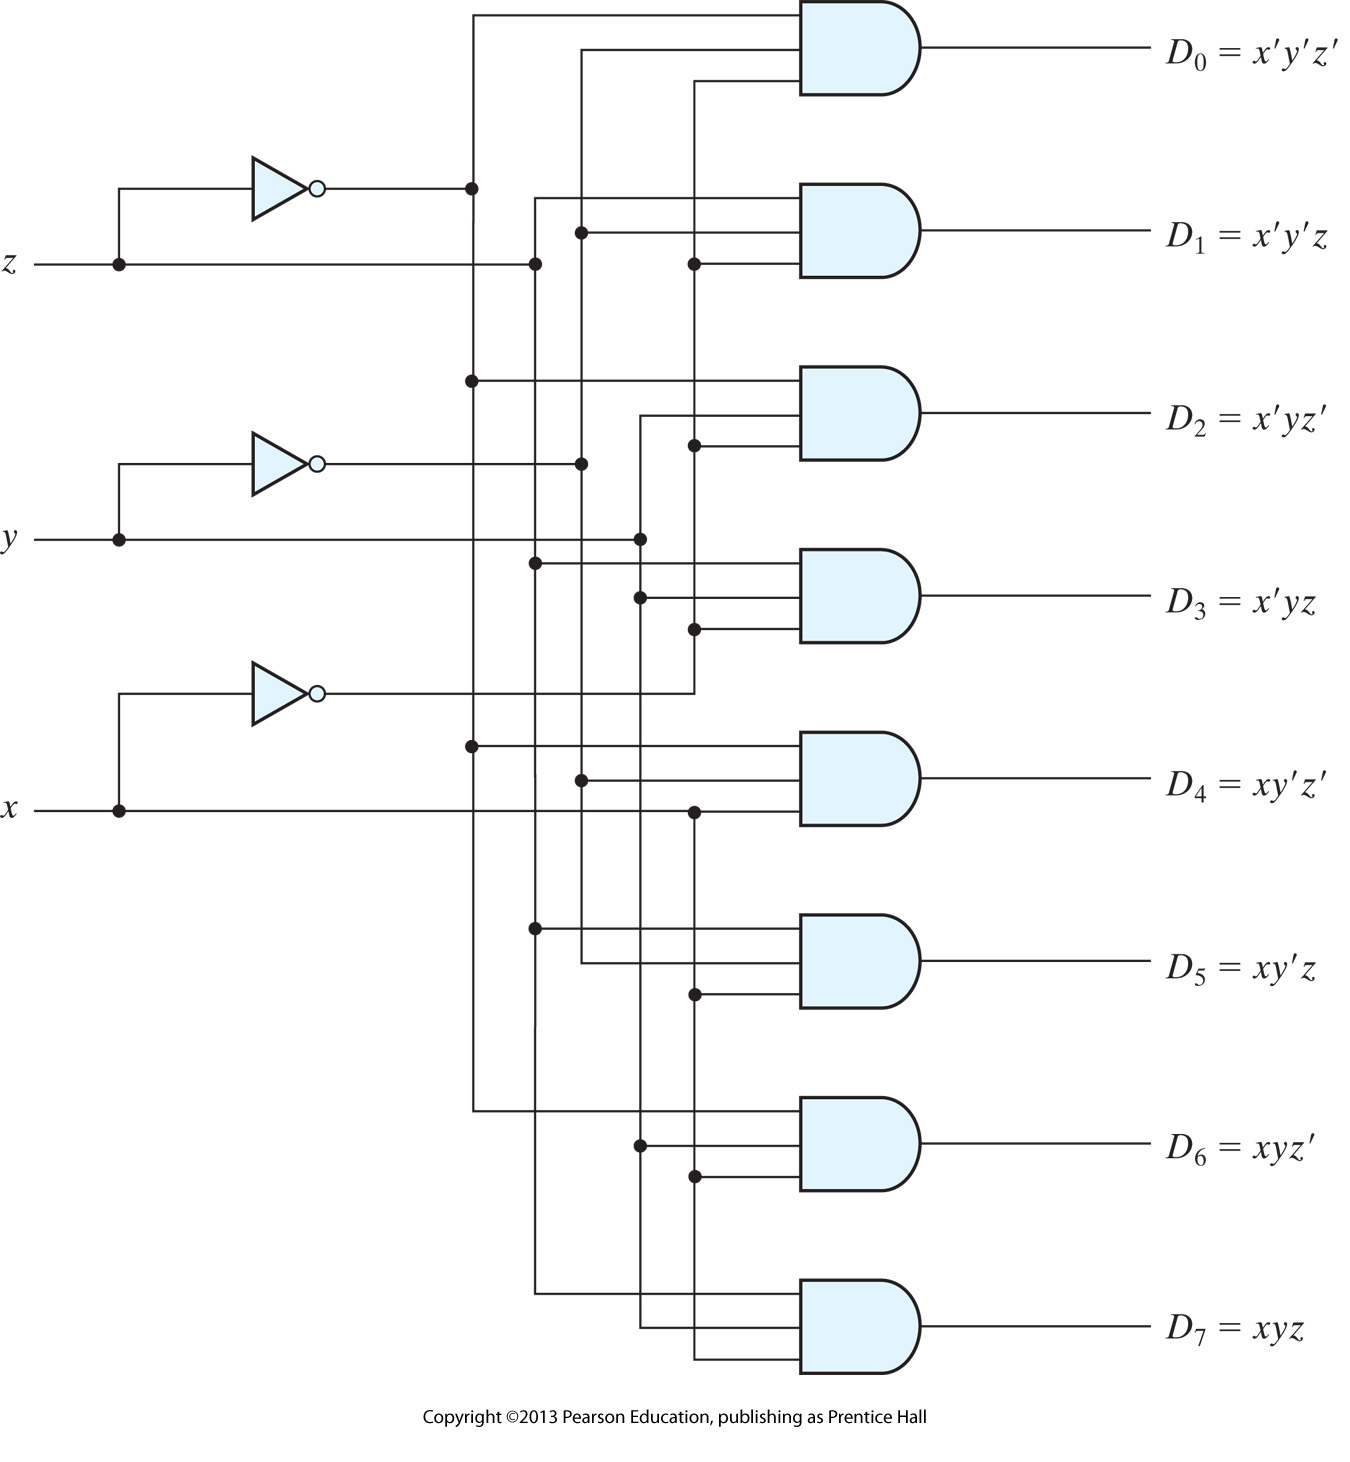 D₀ = x′y′z′
D₁ = x′y′z
z
D₂ = x′yz′
y
D₃ = x′yz
D₄ = xy′z′
x
D₅ = xy′z
D₆ = xyz′
D₇ = xyz
Copyright ©2013 Pearson Education, publishing as Prentice Hall